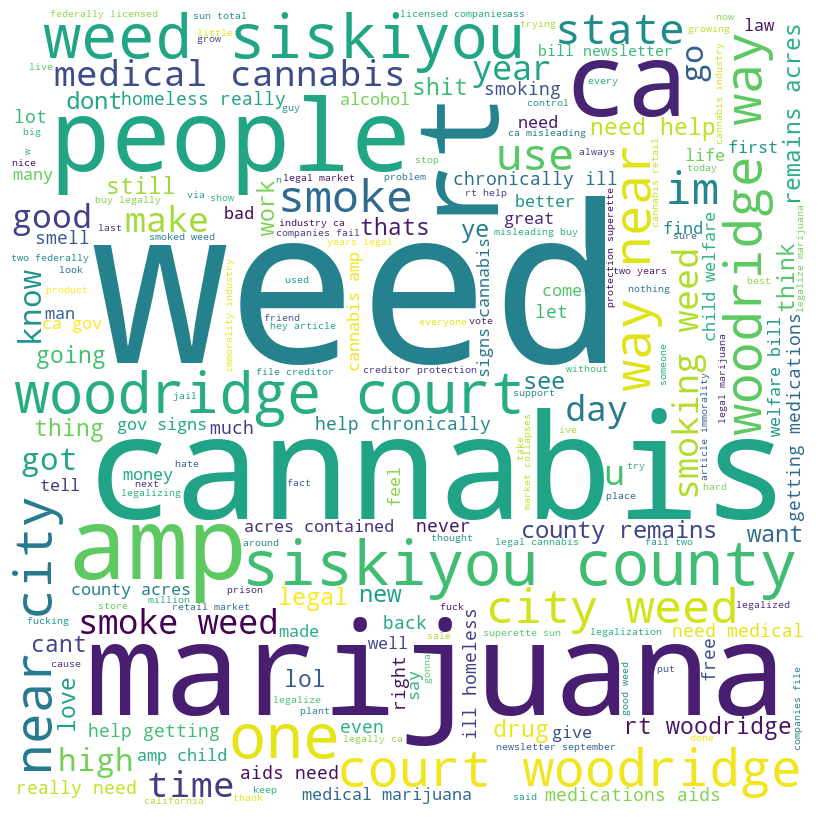 federally licensed
sun total
licensed companiesass
trying
growing
now
weed siskiyou
little
grow
state
law
bill newsletter
medical cannabis
year
ca
go
live
dont
homeless really
guy
alcohol
shit
smoking
every
control
cannabis industry
remains acres
lot
big
people
rt
need
need help
ca misleading
always
life
first
woodridge way
many
w
nice
still
n
legal market
problem
stop
use
chronically ill
today
via
show
rt help
buy legally
smoke
im
cannabis retail
good
make
work
better
bad
industry ca
companies fail
thats
ye
great
find
think
smell
last
smoked weed
years legal
misleading buy
sure
legalize marijuana
know
two federally
look
weed
protection superette
two years
way near
child welfare
man
product
used
cannabis amp
signs cannabis
come
nothing
best
ca gov
immorality industry
friend
vote
let
hey article
everyone
smoking weed
someone
legal marijuana
welfare bill
going
file creditor
creditor protection
without
see
article immorality
getting medications
woodridge court
jail
support
day
thing
gov signs
much
help chronically
hate
got
cannabis
take
market collapses
ive
u
money
feel
fact
try
hard
tell
next
legalizing
place
near city
amp
acres contained
never
county remains
want
around
thought
legal cannabis
fail two
siskiyou county
county acres
million
prison
legal
new
city weed
legalized
store
retail market
fuck
fucking
smoke weed
made
back
sale
superette sun
legalization
need medical
cant
cause
well
gonna
good weed
marijuana
love
lol
right
say
ill homeless
put
free
companies file
legalize
plant
help getting
even
drug
give
rt woodridge
one
amp child
legally ca
newsletter september
done
high
time
aids need
court woodridge
really need
keep
california
thank
medical marijuana
said
medications aids